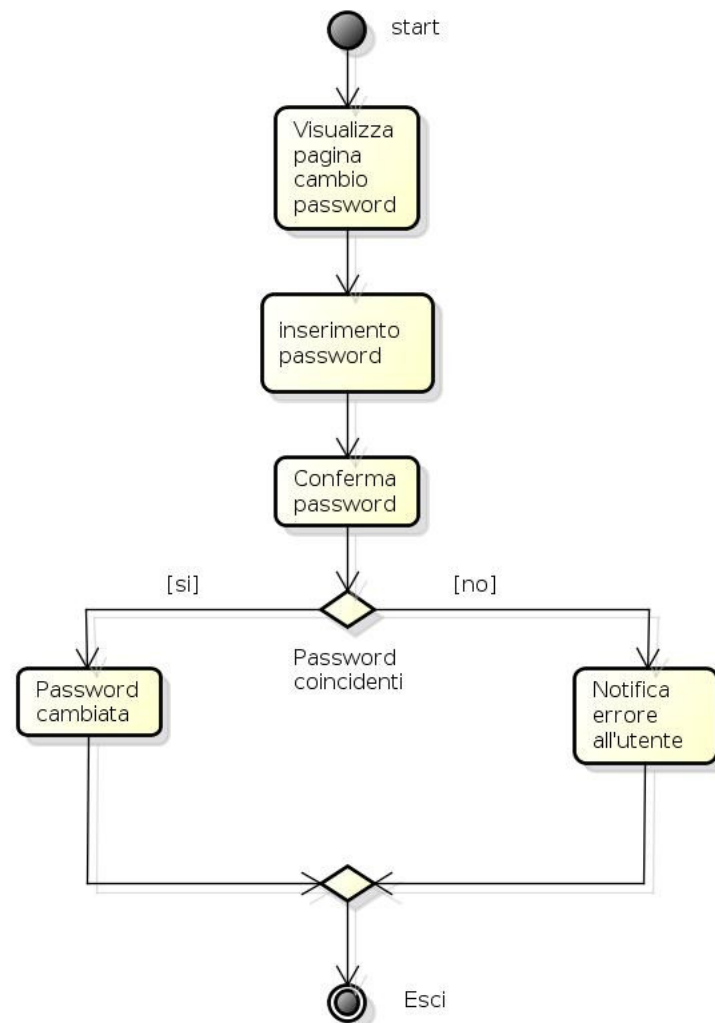 start
Visualizza
pagina
cambio
password
inserimento
password
Conferma
password
[si]
[no]
Password
coincidenti
Password
cambiata
Notifica
errore
all'utente
Esci